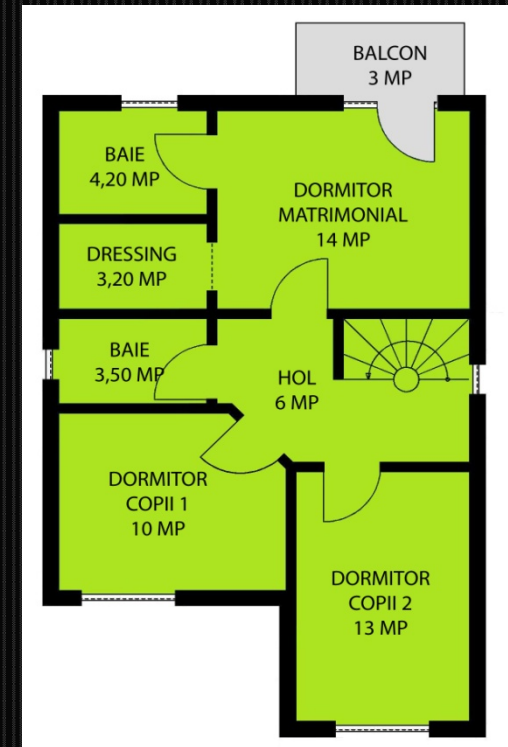 BALCON
3 MP
BAIE
4,20 MP
DORMITOR
MATRIMONIAL
14 MP
DRESSING
3,20 MP
BAIE
3,50 MP
HOL
6 MP
DORMITOR
COPII 1
10 MP
DORMITOR
COPII 2
13 MP